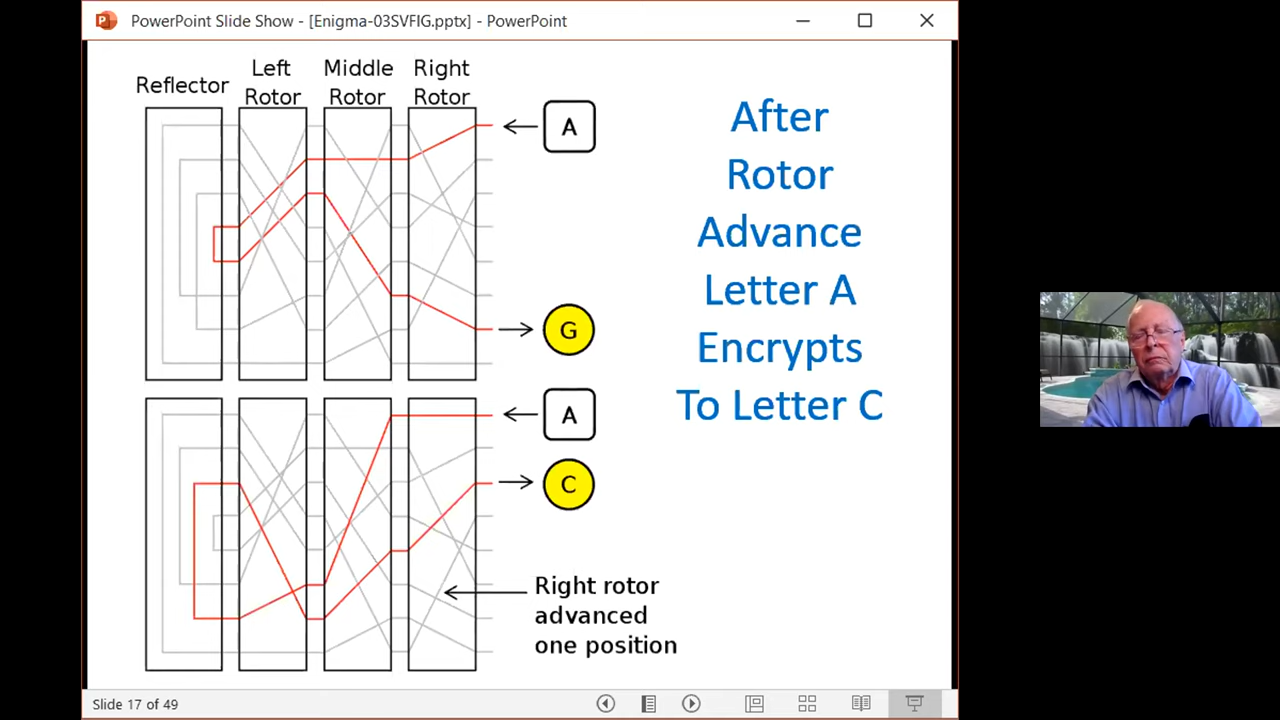 PowerPoint Slide Show - [Enigma-03SVFIG.pptx] - PowerPoint
Reflector
Left
Rotor
Middle
Rotor
Right
Rotor
A
G
A
C
Right rotor
advanced
one position
After
Rotor
Advance
Letter A
Encrypts
To Letter C
Slide 17 of 49